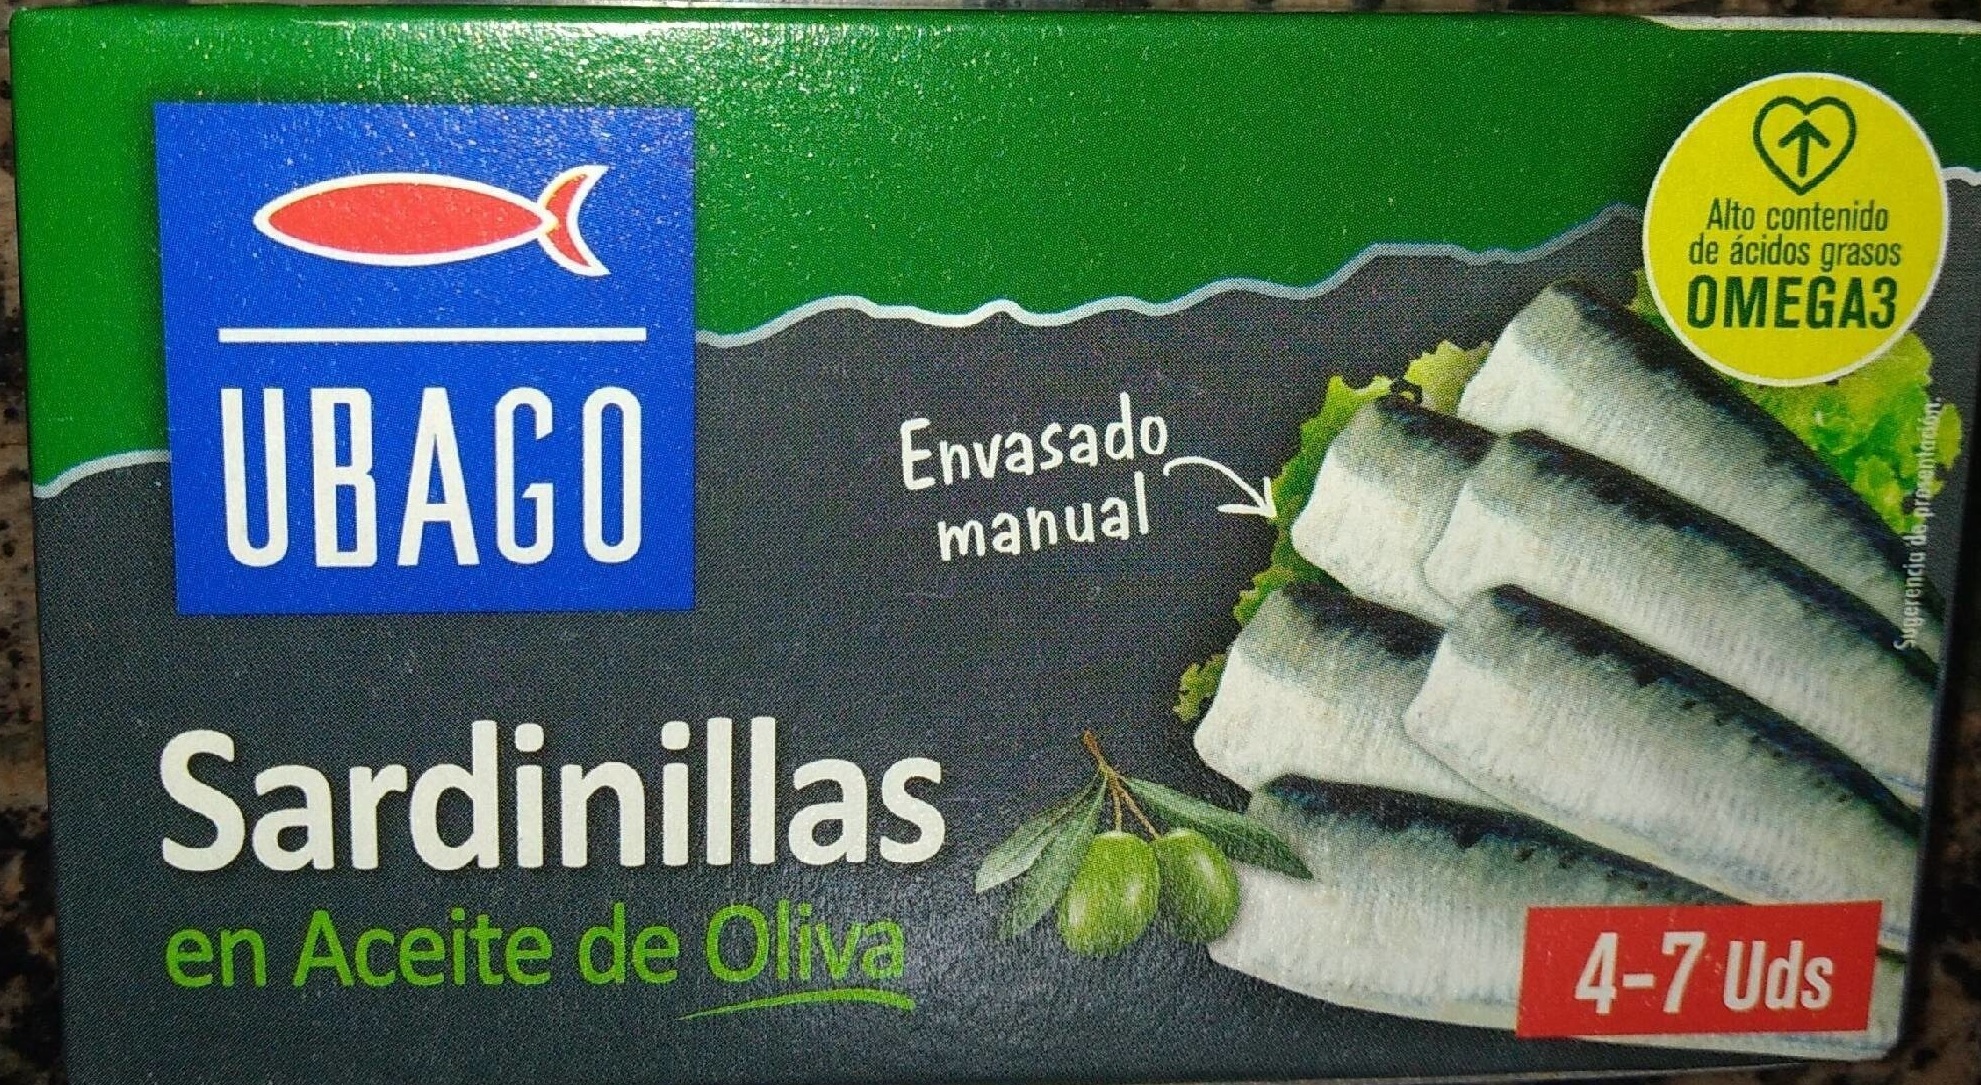 UBAGO
Alto contenido
de ácidos grasos
OMEGA3
Envasado
manual
Sugerencia de presentación.
Sardinillas
en Aceite de Oliva
4-7 Uds